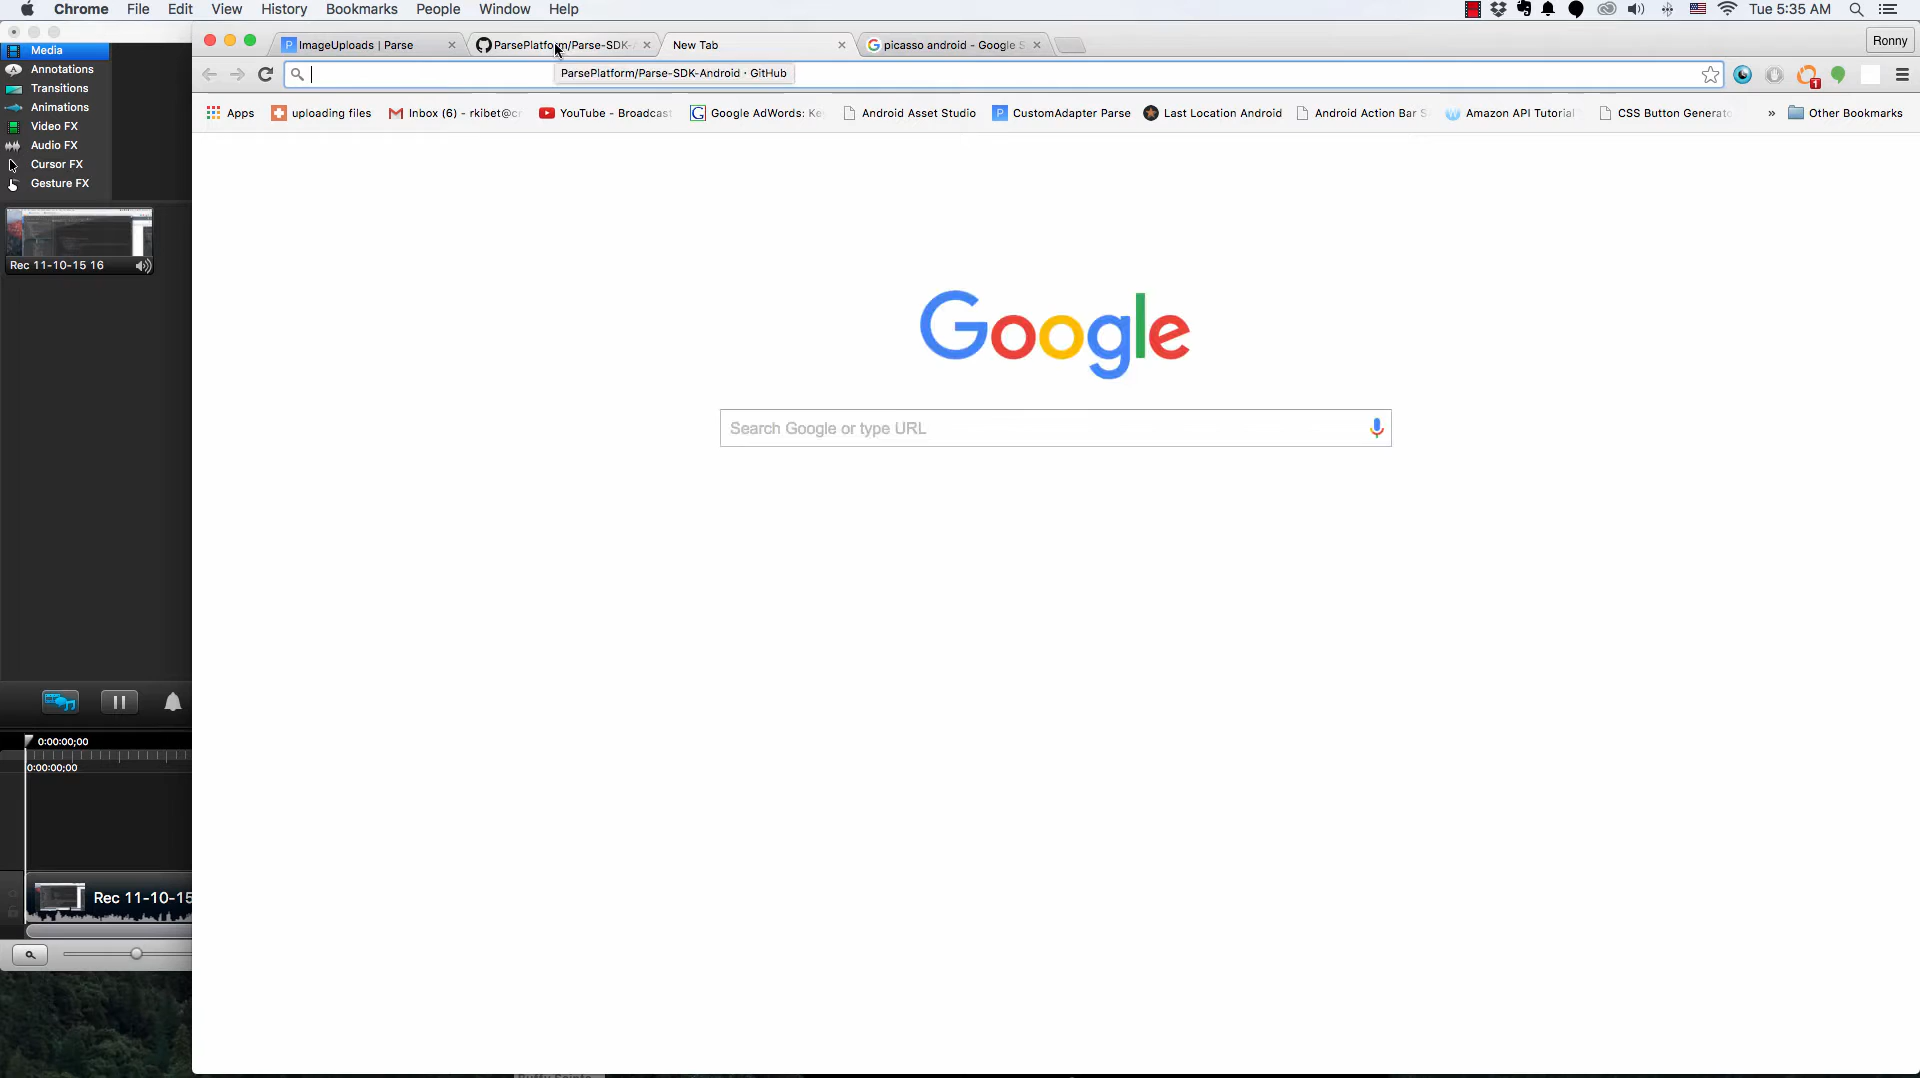 Chrome File Edit View History Bookmarks People Window Help Tue 5:35 AM
Media
Annotations
Transitions
Animations
Video FX
Audio FX
Cursor FX
Gesture FX
Rec 11-10-15 16
0:00:00;00
0:00:00;00
Rec 11-10-15
ImageUploads | Parse ParsePlatform/Parse-SDK- New Tab picasso android - Google S Ronny
ParsePlatform/Parse-SDK-Android · GitHub
1
Apps uploading files Inbox (6) - rkibet@cr YouTube - Broadcast Google AdWords: Ke Android Asset Studio CustomAdapter Parse Last Location Android Android Action Bar S Amazon API Tutorial CSS Button Generato » Other Bookmarks
Google
Search Google or type URL